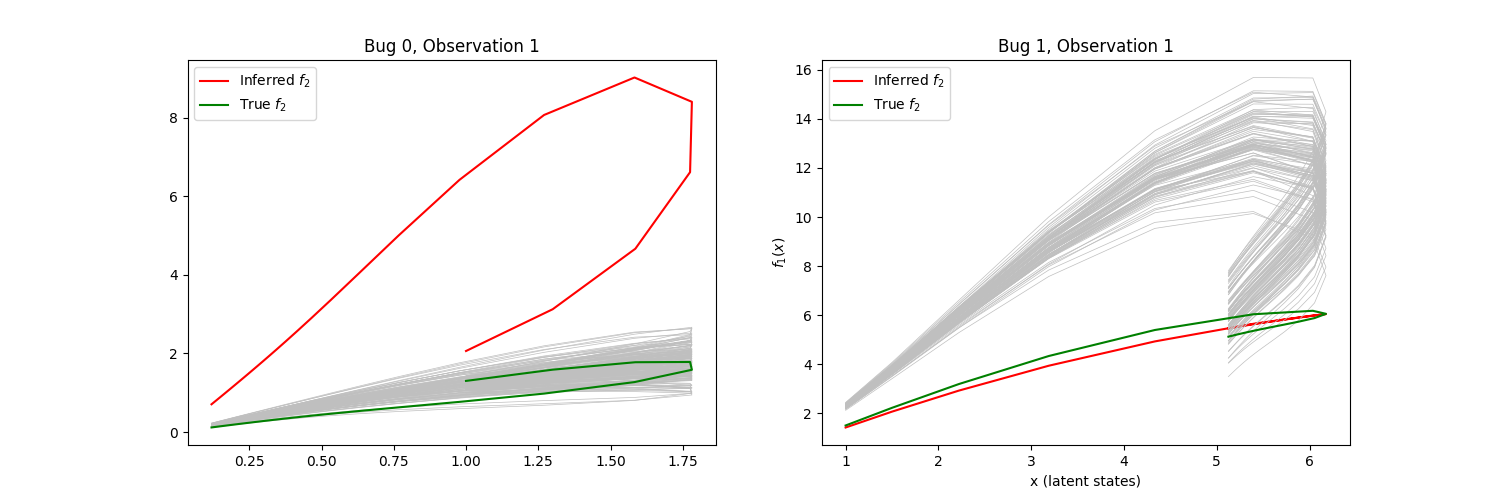 Bug 0, Observation 1
Inferred f₂
True f₂
8
6
4
2
0
0.25 0.50 0.75 1.00 1.25 1.50 1.75
Bug 1, Observation 1
Inferred f₂
True f₂
16
14
12
10
8
6
4
2
f₁(x)
1 2 3 4 5 6
x (latent states)